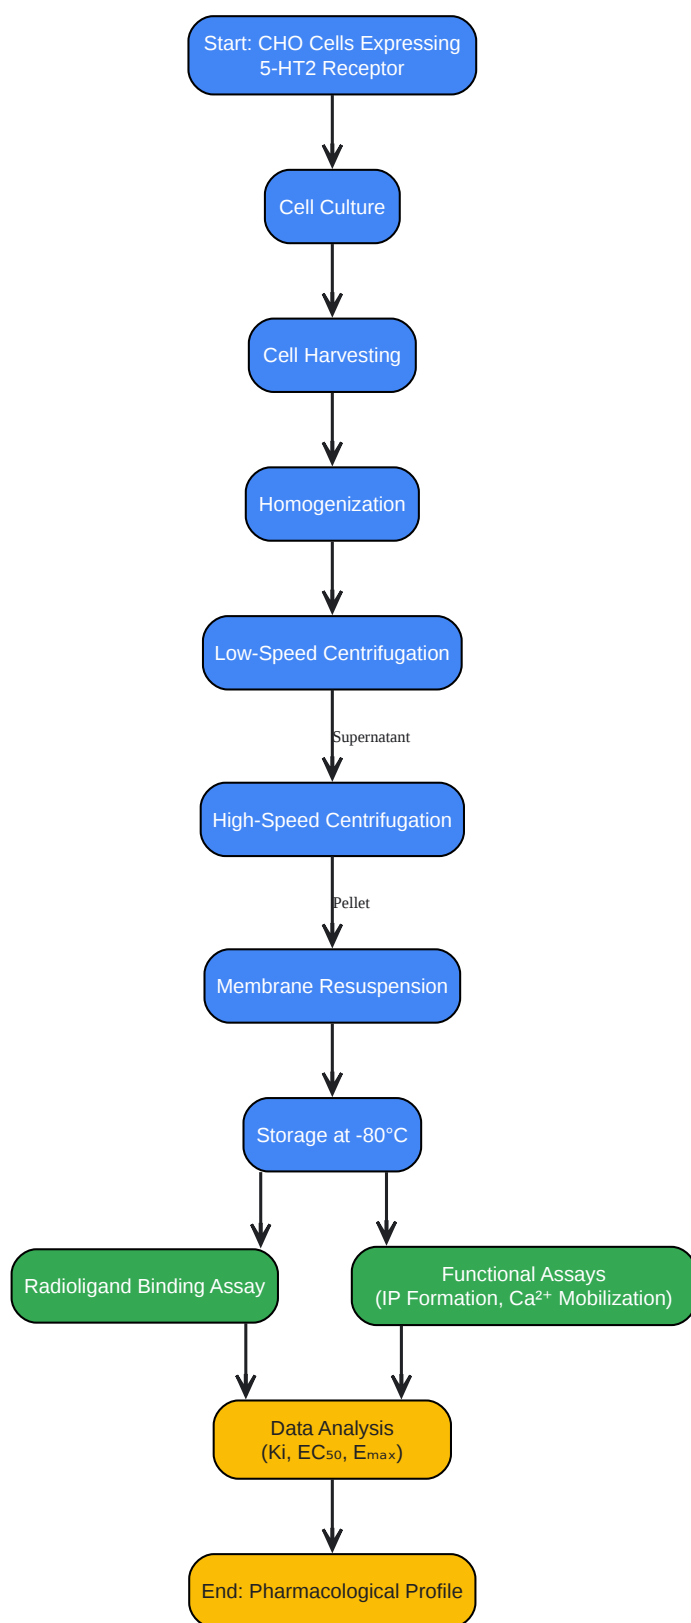 Start: CHO Cells Expressing
5-HT2 Receptor
Cell Culture
Cell Harvesting
Homogenization
Low-Speed Centrifugation
Supernatant
High-Speed Centrifugation
Pellet
Membrane Resuspension
Storage at -80°C
Radioligand Binding Assay
Functional Assays
(IP Formation, Ca²⁺ Mobilization)
Data Analysis
(Ki, EC₅₀, Eₘₐₓ)
End: Pharmacological Profile